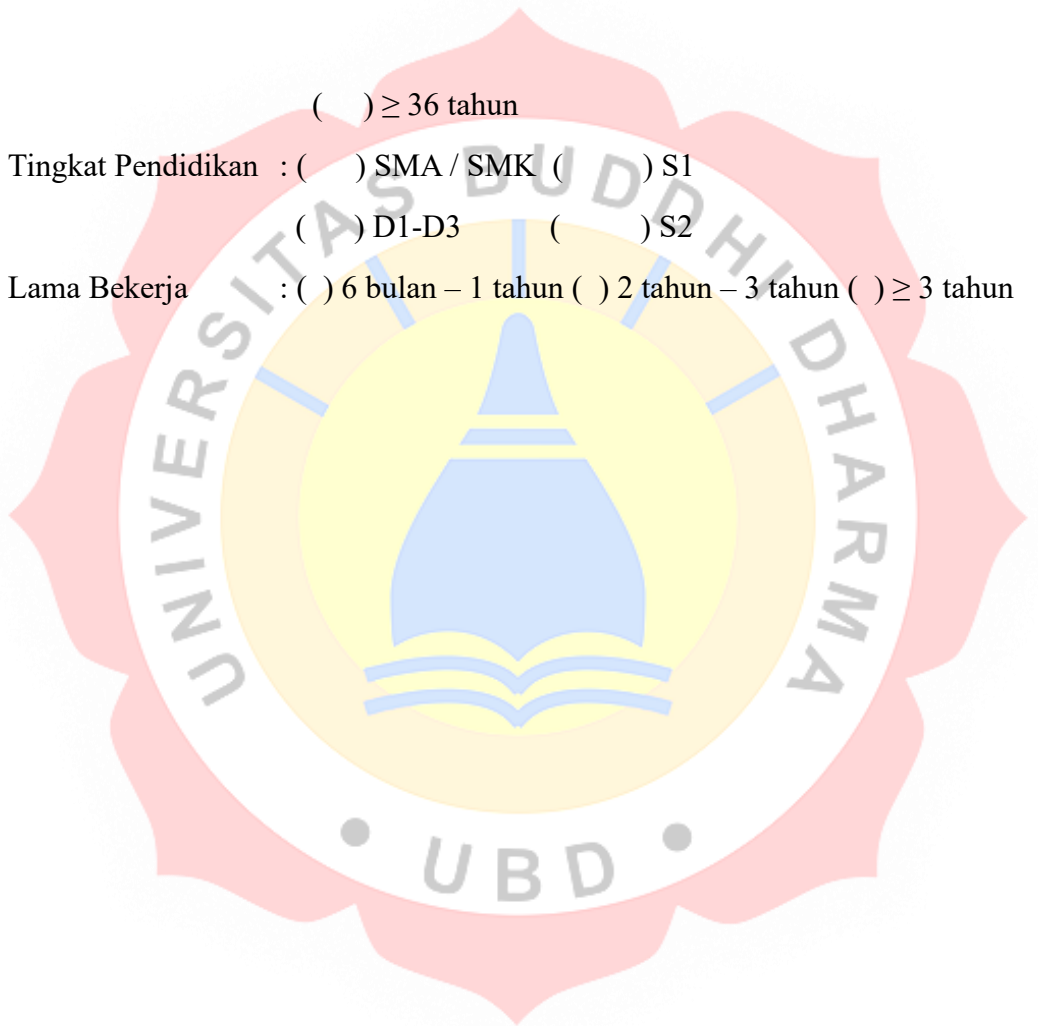 ( ) ≥ 36 tahun
Tingkat Pendidikan : ( ) SMA / SMK ( ) S1
( ) D1-D3 ( ) S2
Lama Bekerja : ( ) 6 bulan – 1 tahun ( ) 2 tahun – 3 tahun ( ) ≥ 3 tahun
UNIVERSITAS BUDDHI DHARMA
• UBD •